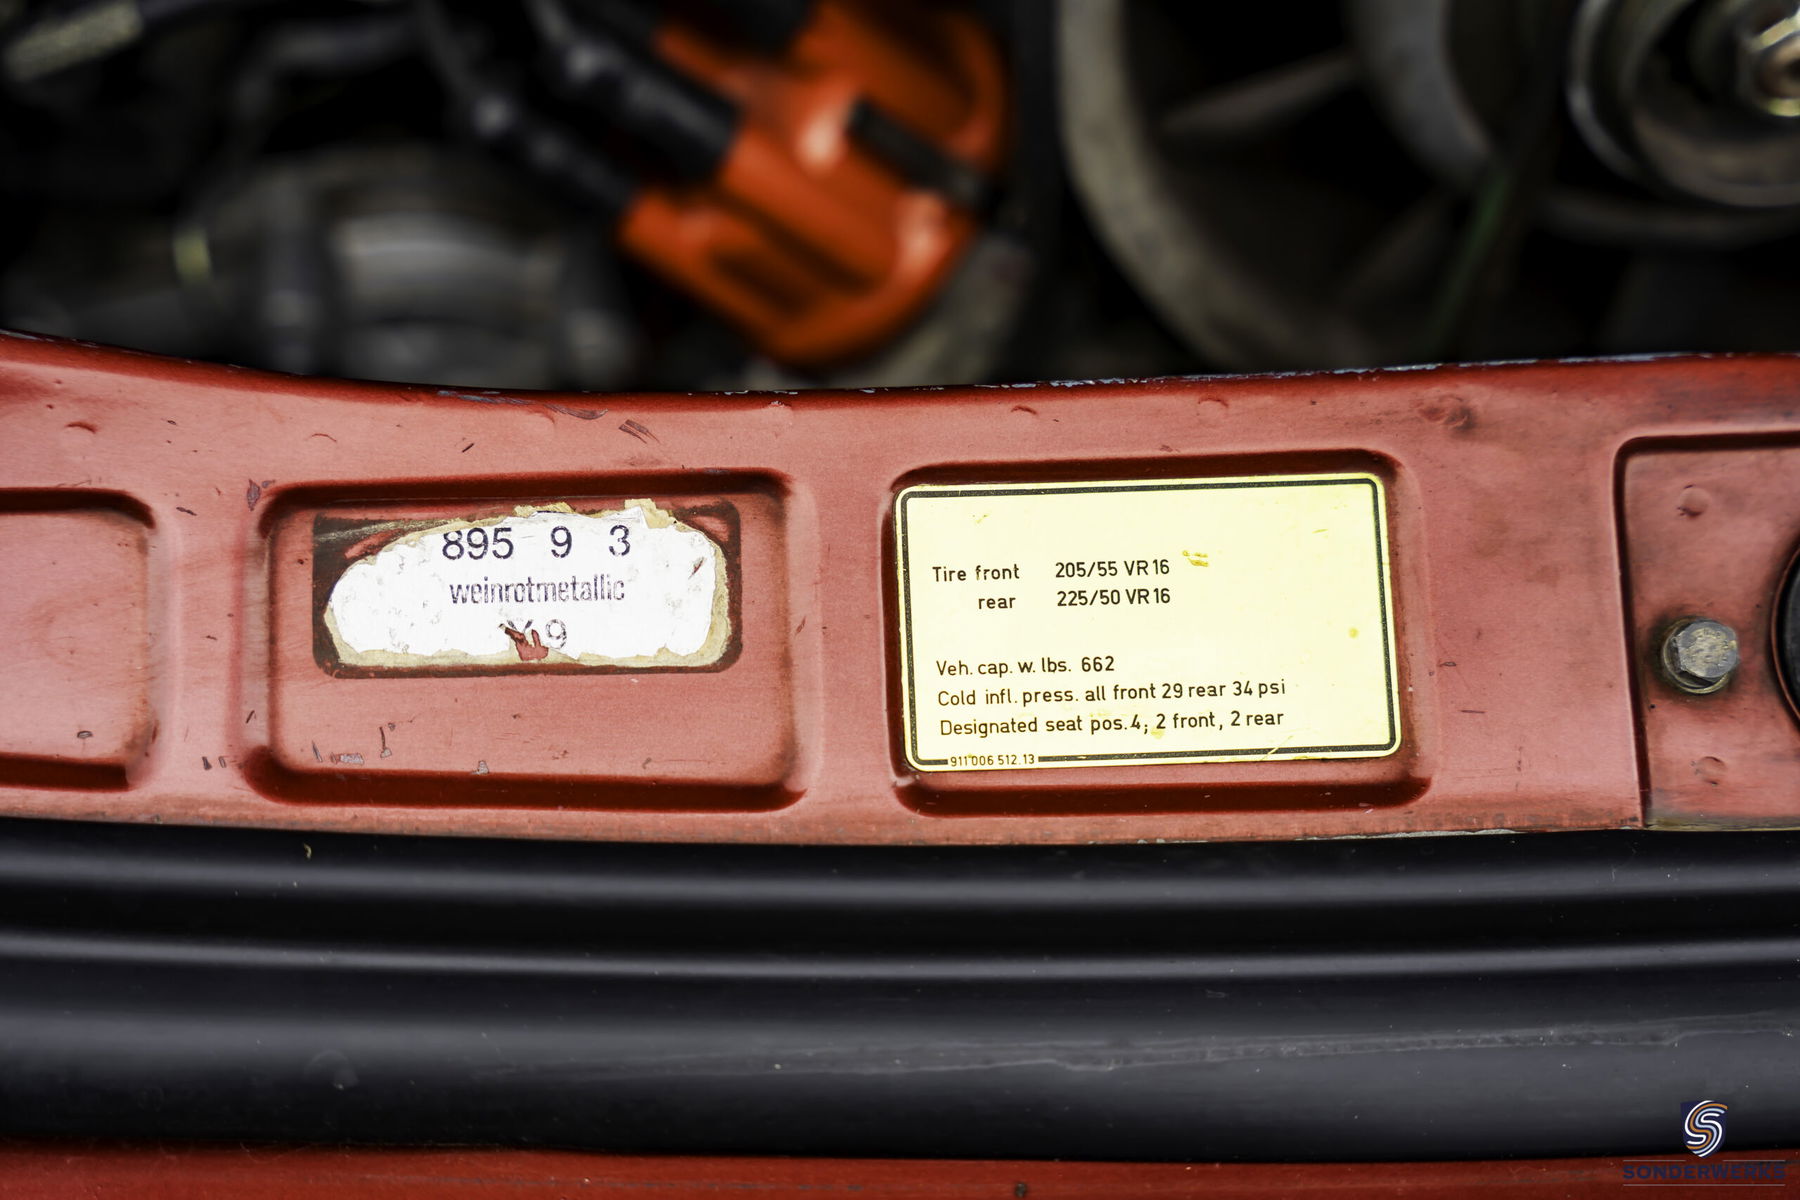 895 9 3
weinrotmetallic
Y9
Tire front 205/55 VR 16
rear 225/50 VR 16
Veh. cap. w. lbs. 662
Cold infl. press. all front 29 rear 34 psi
Designated seat pos. 4; 2 front, 2 rear
911 006 512.13
SONDERWERKS